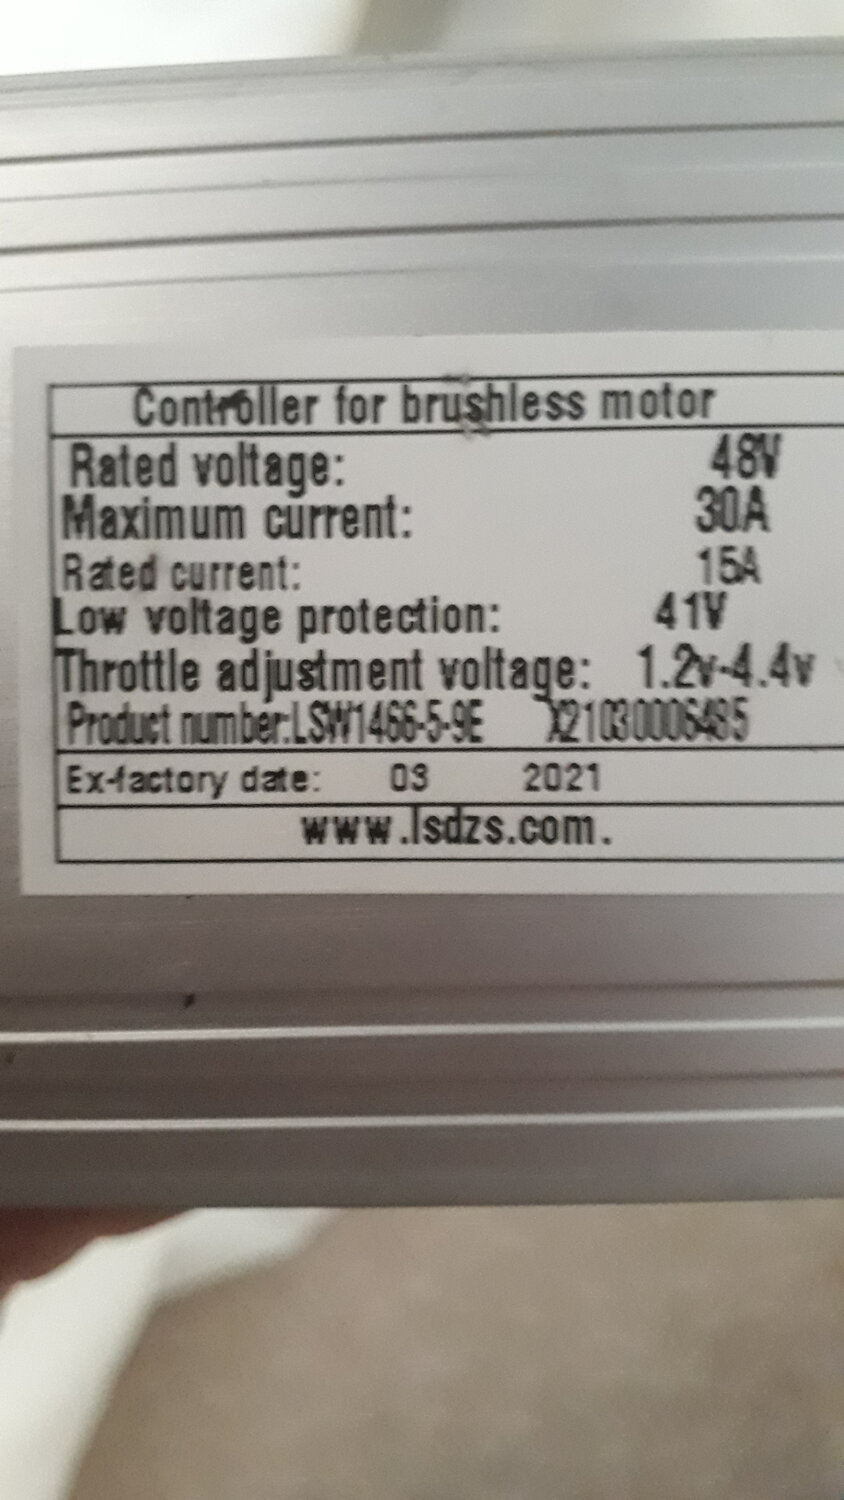 Controller for brushless motor
Rated voltage: 48V
Maximum current: 30A
Rated current: 15A
Low voltage protection: 41V
Throttle adjustment voltage: 1.2v-4.4v
Product number:LSW1466-5-9E X21030006485
Ex-factory date: 03 2021
www.lsdzs.com.